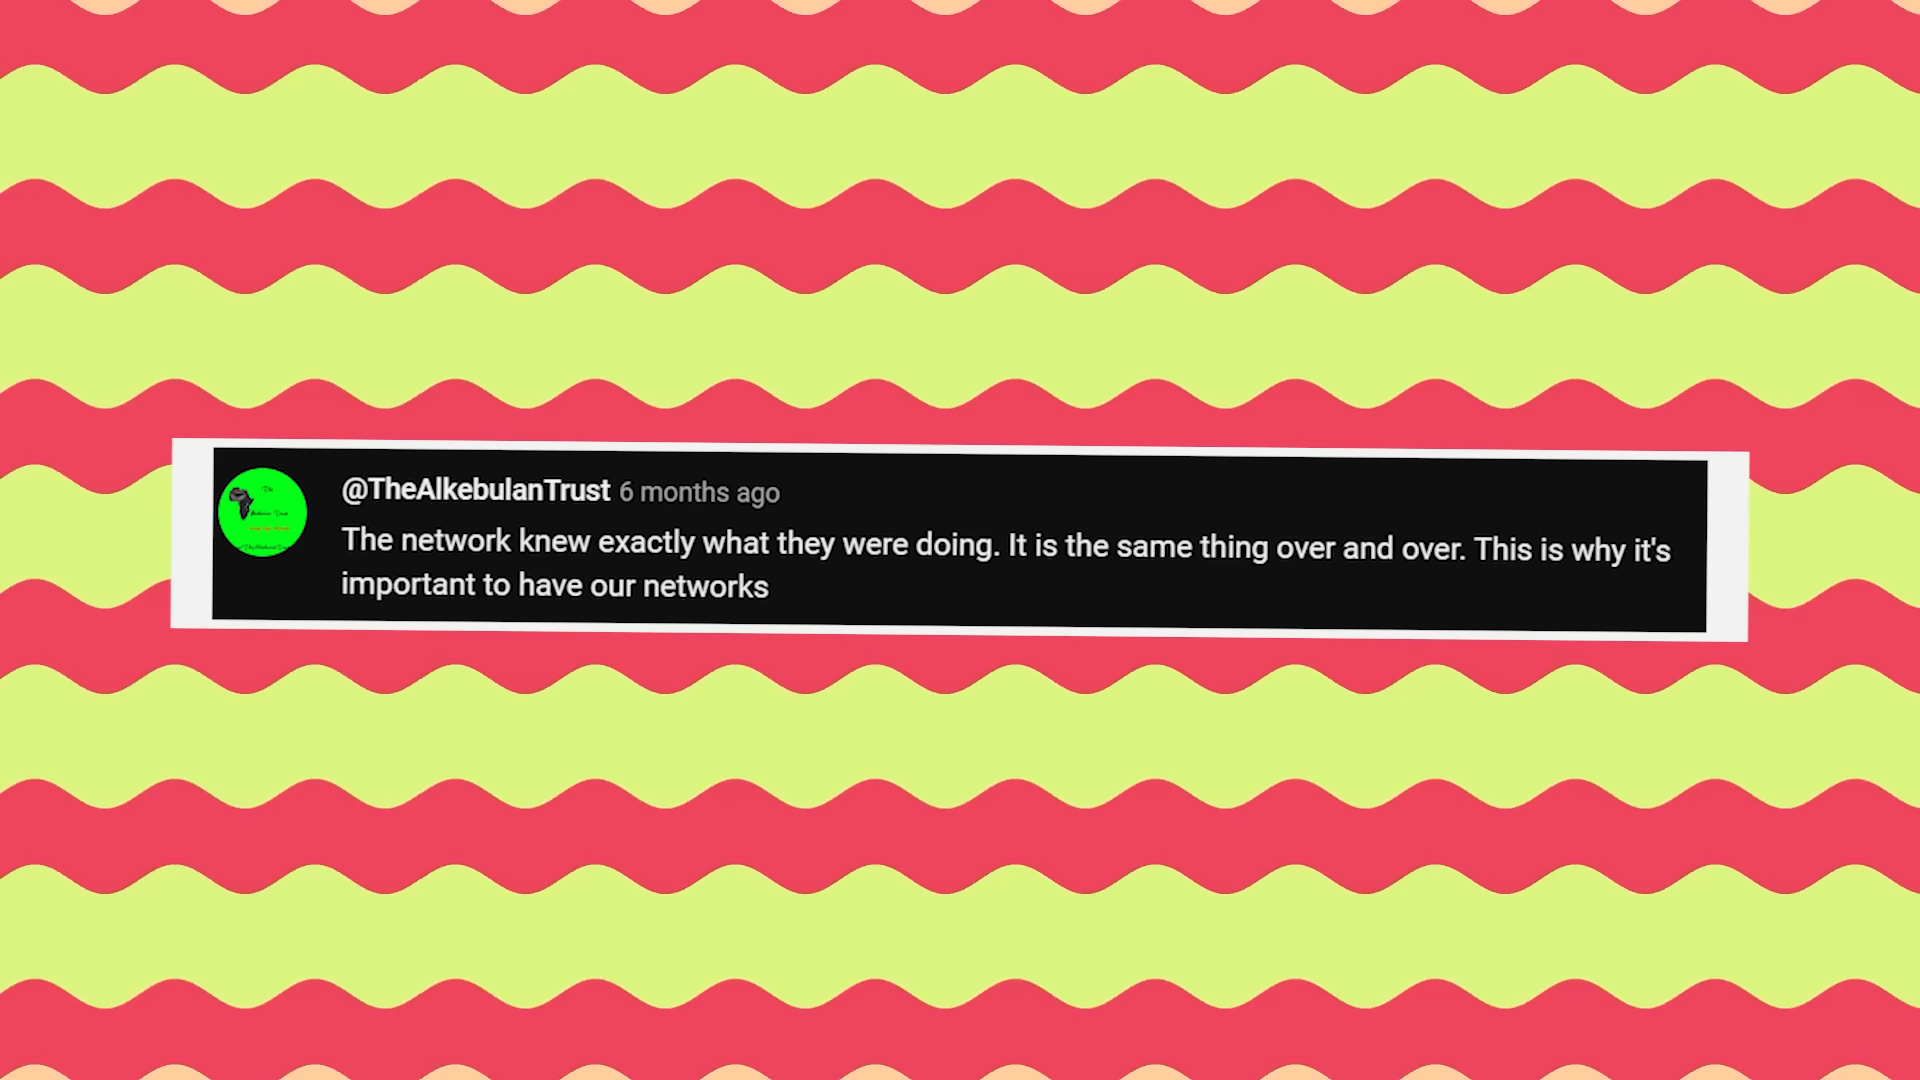 @TheAlkebulanTrust 6 months ago
The network knew exactly what they were doing. It is the same thing over and over. This is why it's
important to have our networks